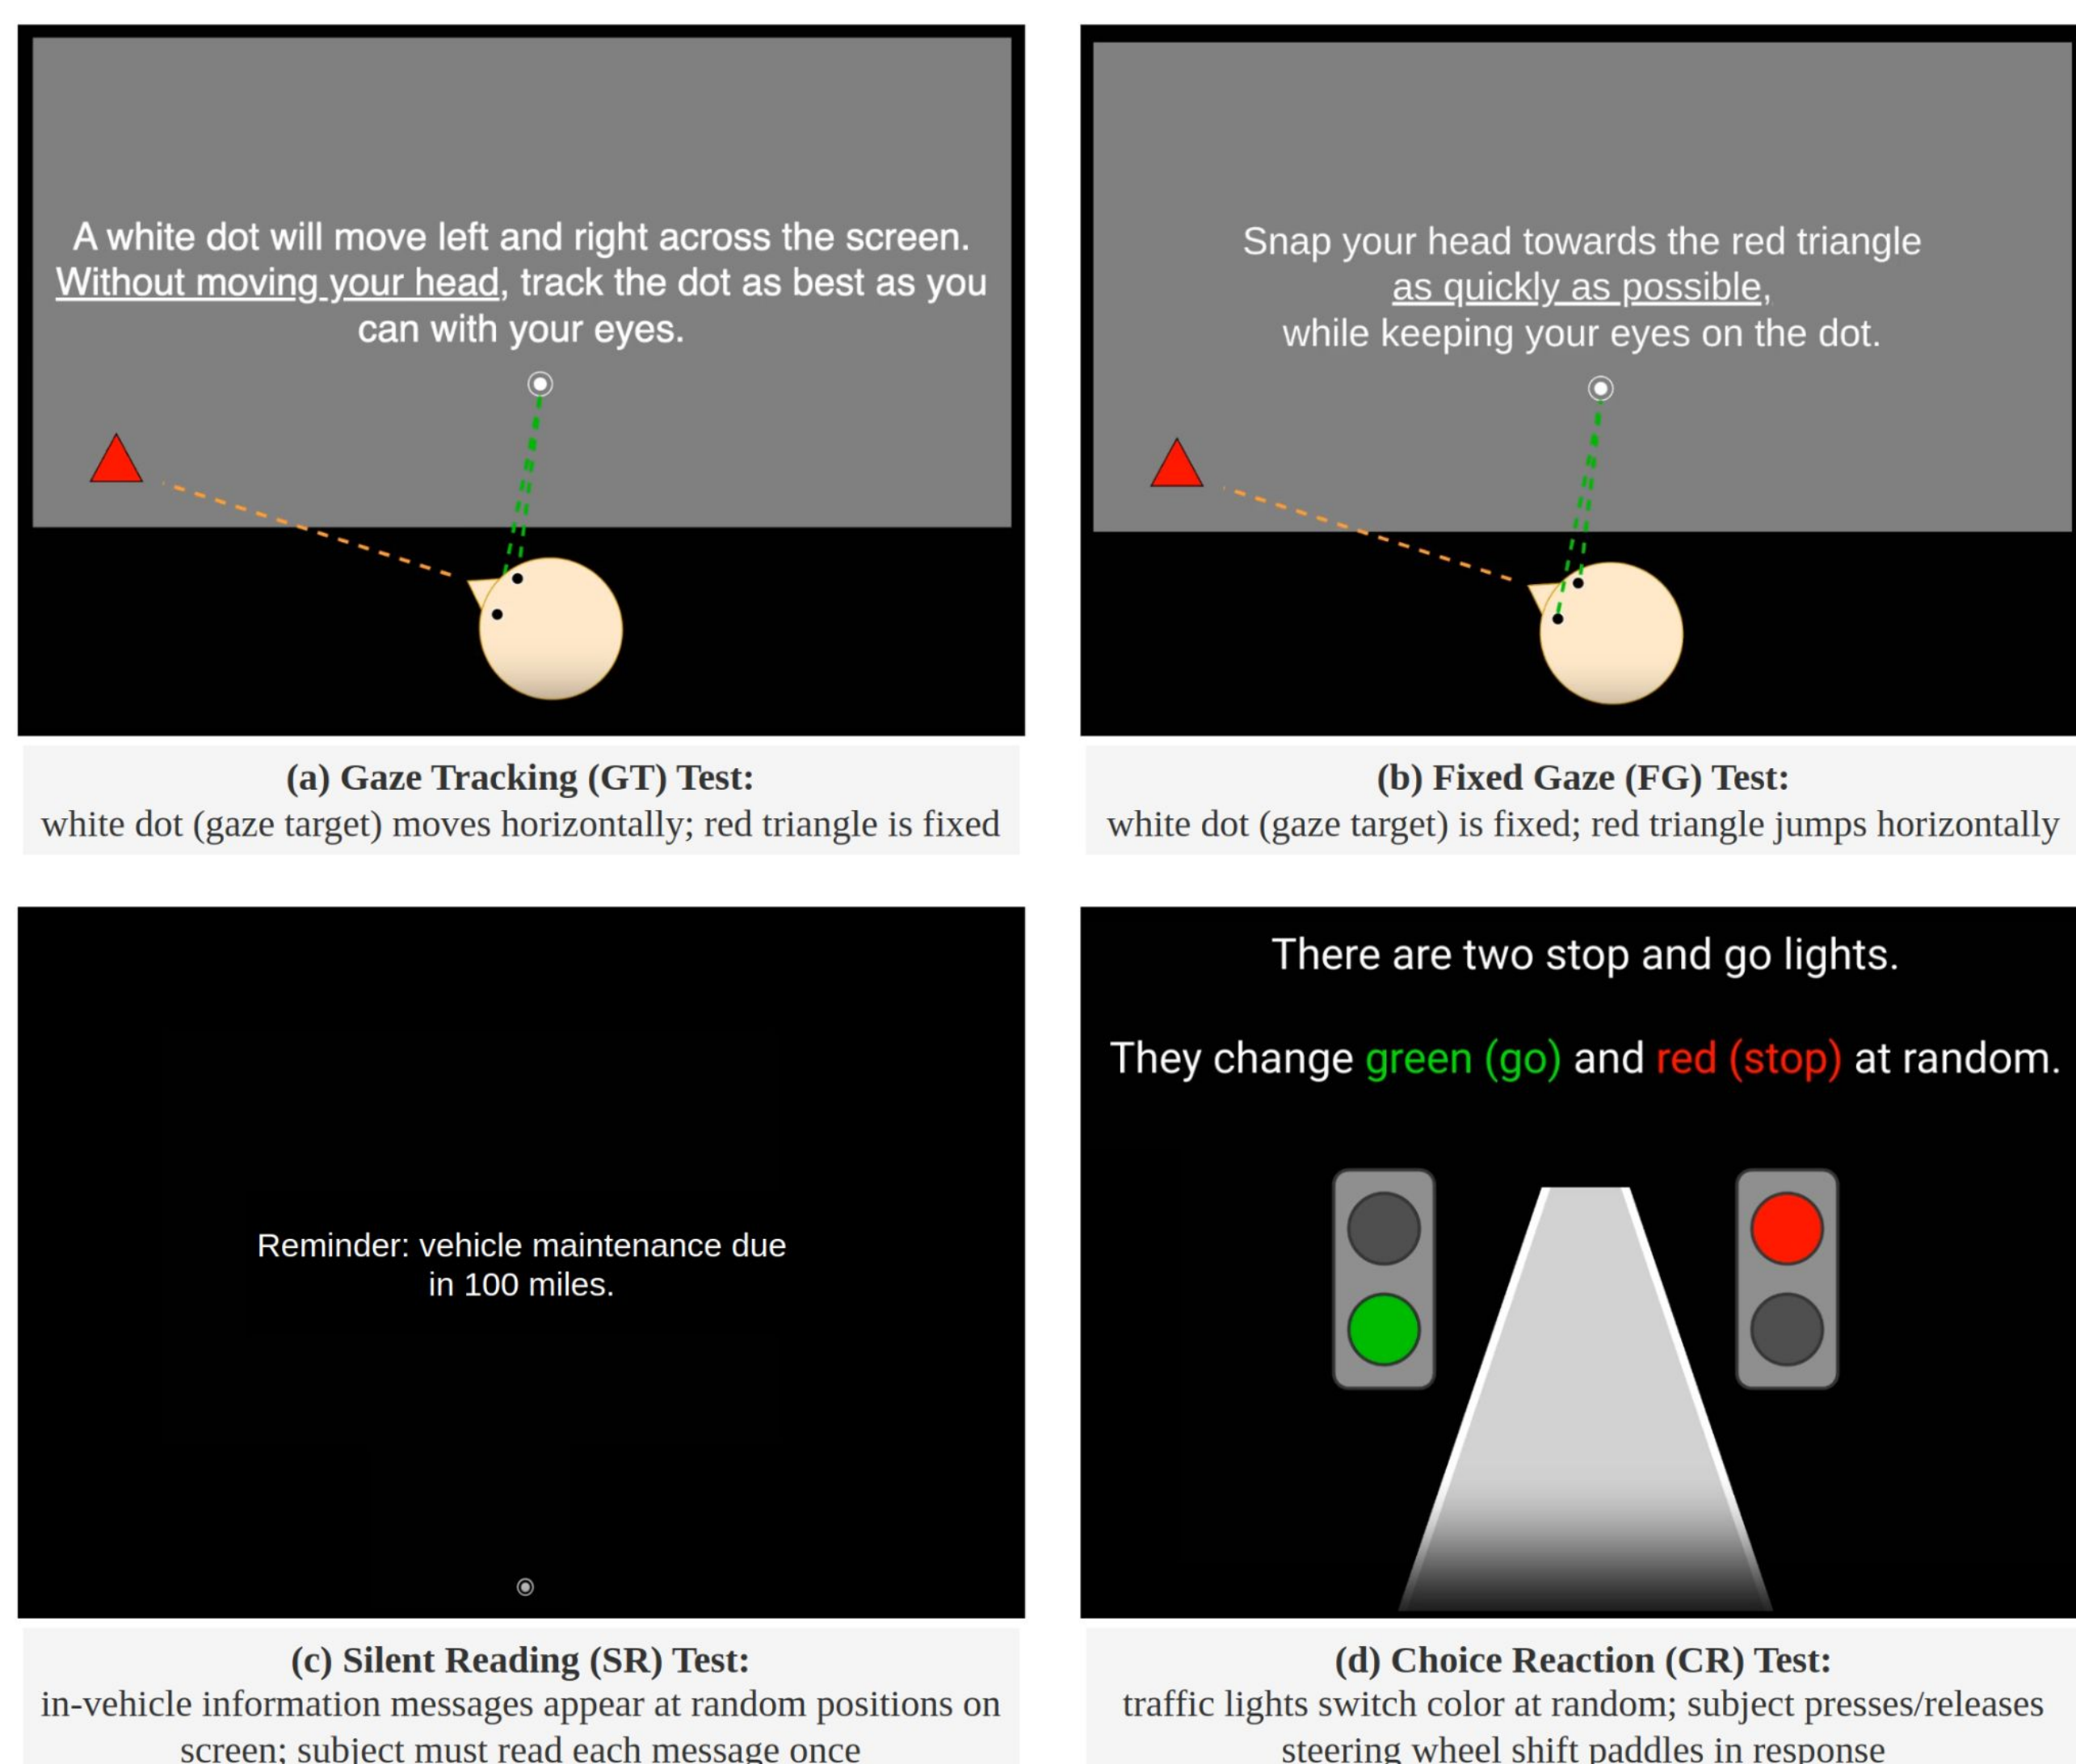 A white dot will move left and right across the screen.
Without moving your head, track the dot as best as you
can with your eyes.
(a) Gaze Tracking (GT) Test:
white dot (gaze target) moves horizontally; red triangle is fixed
Snap your head towards the red triangle
as quickly as possible,
while keeping your eyes on the dot.
(b) Fixed Gaze (FG) Test:
white dot (gaze target) is fixed; red triangle jumps horizontally
Reminder: vehicle maintenance due
in 100 miles.
(c) Silent Reading (SR) Test:
in-vehicle information messages appear at random positions on
screen; subject must read each message once
There are two stop and go lights.
They change green (go) and red (stop) at random.
(d) Choice Reaction (CR) Test:
traffic lights switch color at random; subject presses/releases
steering wheel shift paddles in response